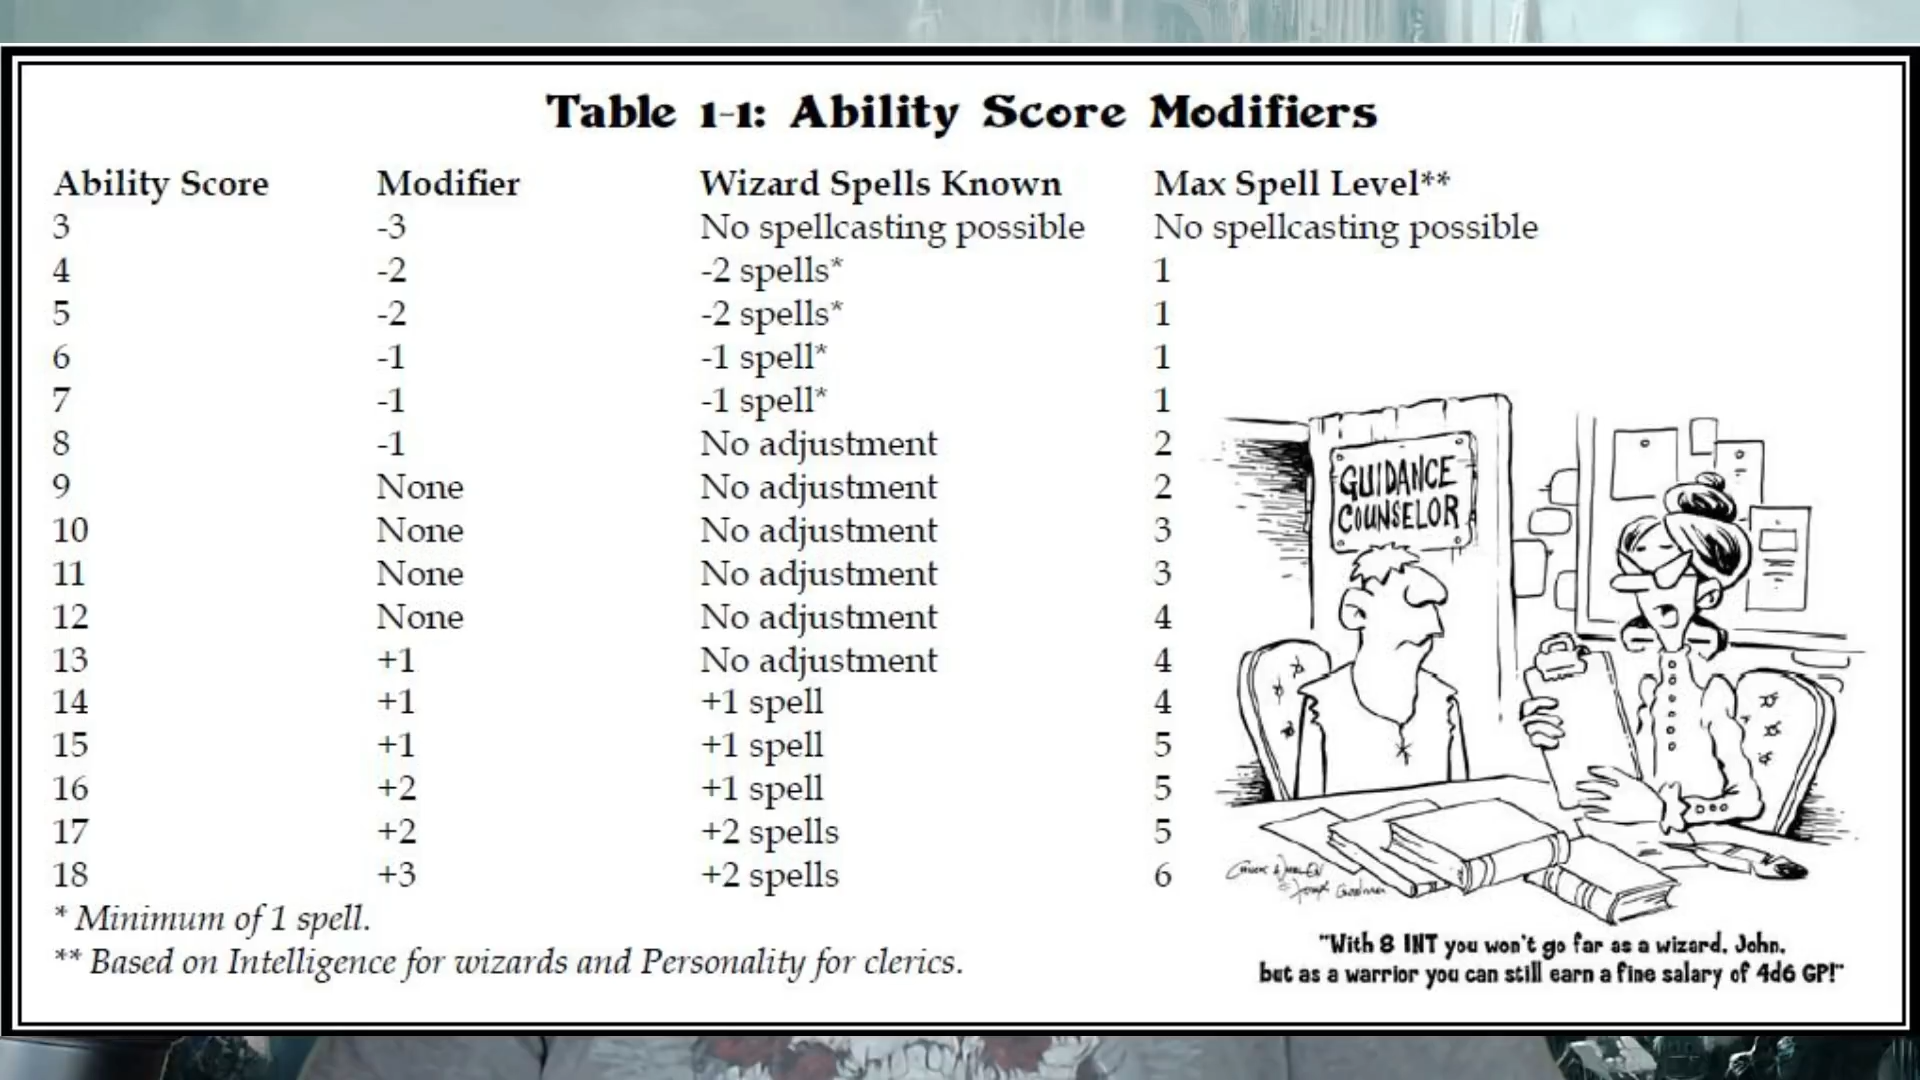 Table 1-1: Ability Score Modifiers
Ability Score Modifier Wizard Spells Known Max Spell Level**
3 -3 No spellcasting possible No spellcasting possible
4 -2 -2 spells* 1
5 -2 -2 spells* 1
6 -1 -1 spell* 1
7 -1 -1 spell* 1
8 -1 No adjustment 2
9 None No adjustment 2
10 None No adjustment 3
11 None No adjustment 3
12 None No adjustment 4
13 +1 No adjustment 4
14 +1 +1 spell 4
15 +1 +1 spell 5
16 +2 +1 spell 5
17 +2 +2 spells 5
18 +3 +2 spells 6
* Minimum of 1 spell.
** Based on Intelligence for wizards and Personality for clerics.
GUIDANCE
COUNSELOR
"With 8 INT you won't go far as a wizard, John,
but as a warrior you can still earn a fine salary of 4d6 GP!"